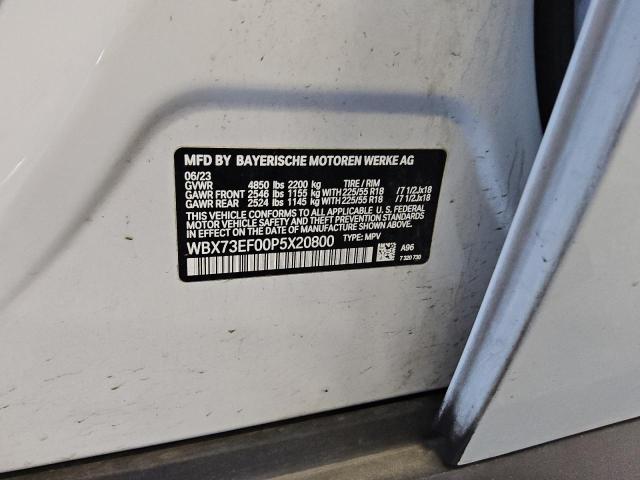 MFD BY BAYERISCHE MOTOREN WERKE AG
06/23
GVWR 4850 lbs 2200 kg TIRE / RIM
GAWR FRONT 2546 lbs 1155 kg WITH 225/55 R18 /7 1/2Jx18
GAWR REAR 2524 lbs 1145 kg WITH 225/55 R18 /7 1/2Jx18
THIS VEHICLE CONFORMS TO ALL APPLICABLE U.S. FEDERAL
MOTOR VEHICLE SAFETY AND THEFT PREVENTION STANDARDS
IN EFFECT ON THE DATE OF MANUFACTURE SHOWN ABOVE.
WBX73EF00P5X20800 TYPE: MPV
A96
7 320 730